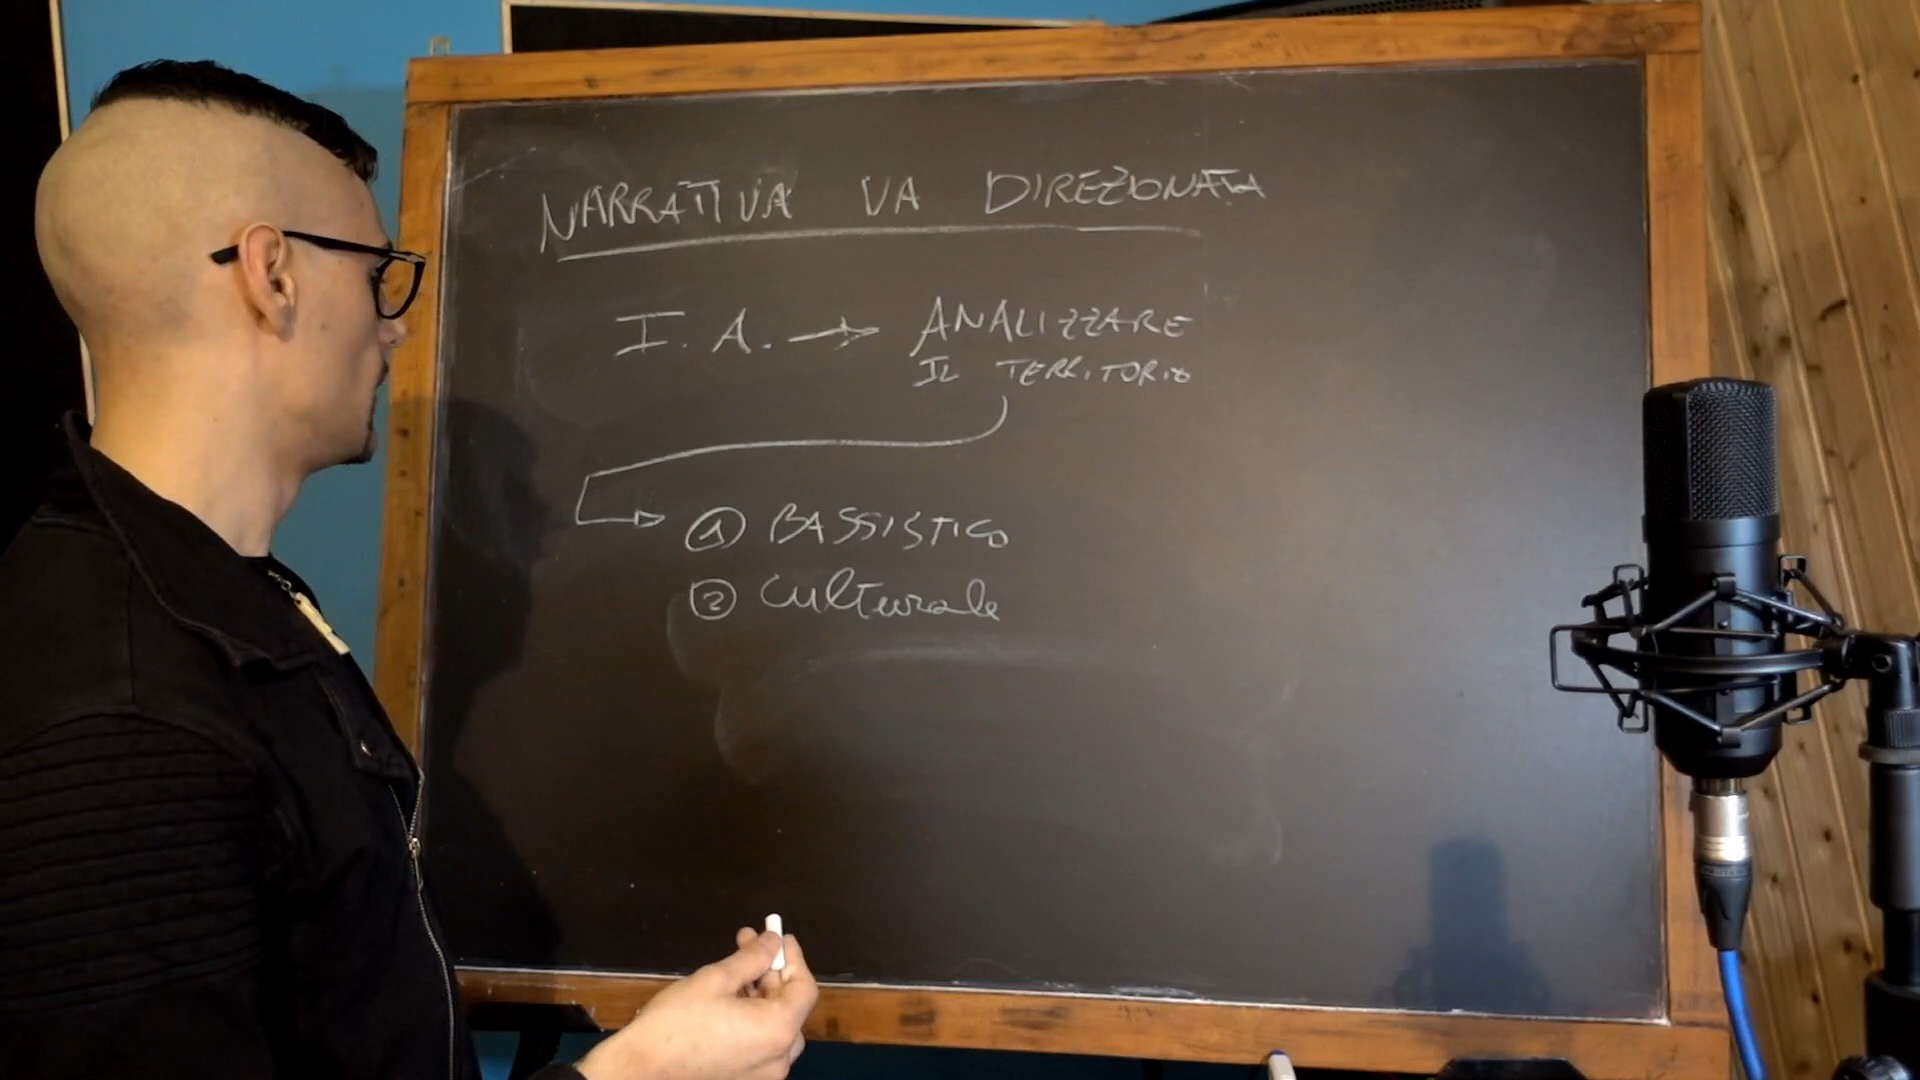 NARRATIVA VA DIREZIONATA
I. A. → ANALIZZARE
IL TERRITORIO
① BASSISTICO
② Culturale